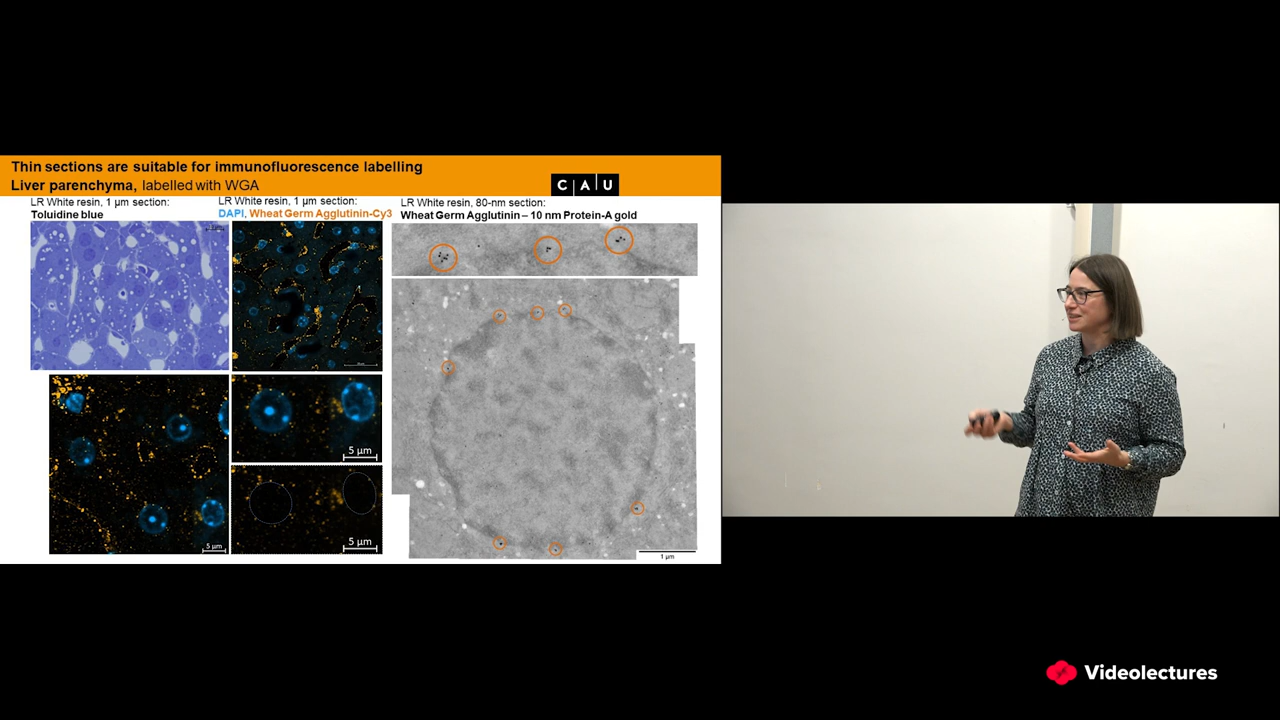 Thin sections are suitable for immunofluorescence labelling
Liver parenchyma, labelled with WGA
CAU
LR White resin, 1 µm section:
Toluidine blue
LR White resin, 1 µm section:
DAPI, Wheat Germ Agglutinin-Cy3
LR White resin, 80-nm section:
Wheat Germ Agglutinin – 10 nm Protein-A gold
5 µm
5 µm
5 µm
1 µm
Videolectures